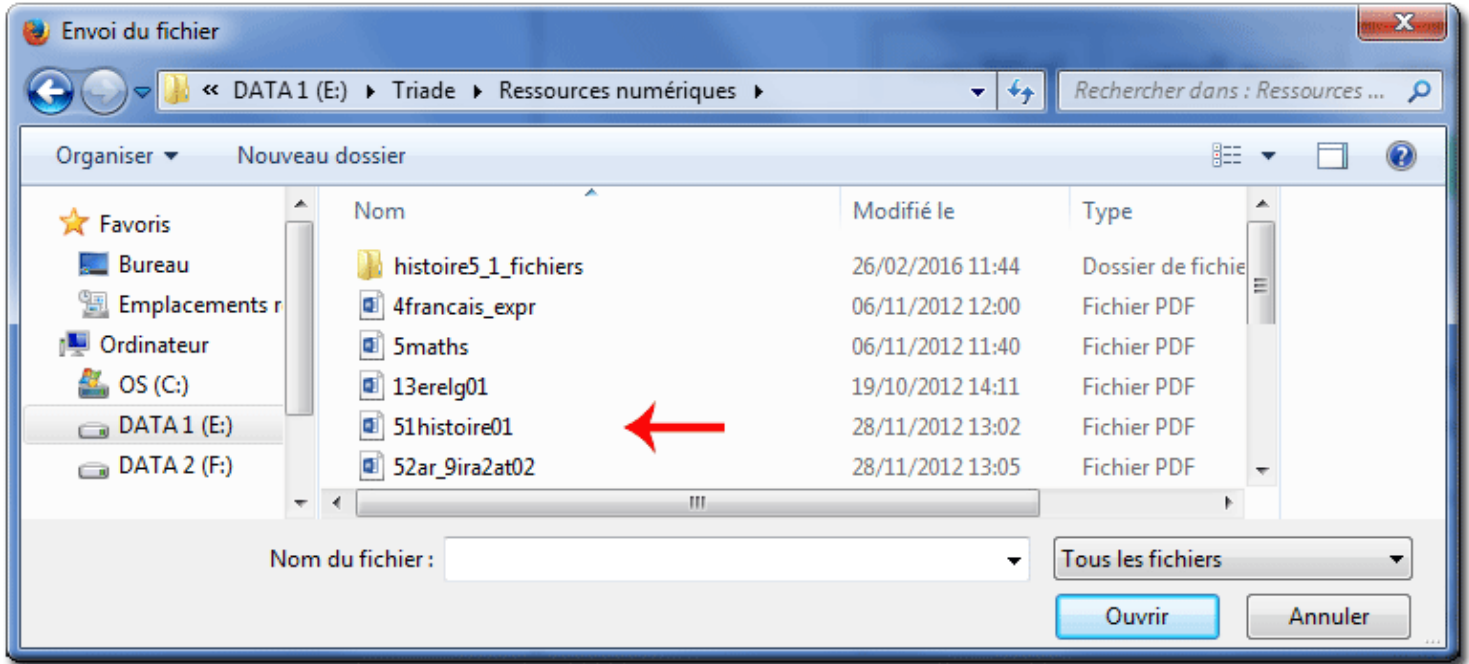 Envoi du fichier
« DATA 1 (E:) Triade Ressources numériques Rechercher dans : Ressources ...
Organiser Nouveau dossier
Favoris
Bureau
Emplacements r
Ordinateur
OS (C:)
DATA 1 (E:)
DATA 2 (F:)
Nom Modifié le Type
histoire5_1_fichiers 26/02/2016 11:44 Dossier de fichie
4francais_expr 06/11/2012 12:00 Fichier PDF
5maths 06/11/2012 11:40 Fichier PDF
13erelg01 19/10/2012 14:11 Fichier PDF
51histoire01 28/11/2012 13:02 Fichier PDF
52ar_9ira2at02 28/11/2012 13:05 Fichier PDF
Nom du fichier : Tous les fichiers
Ouvrir Annuler